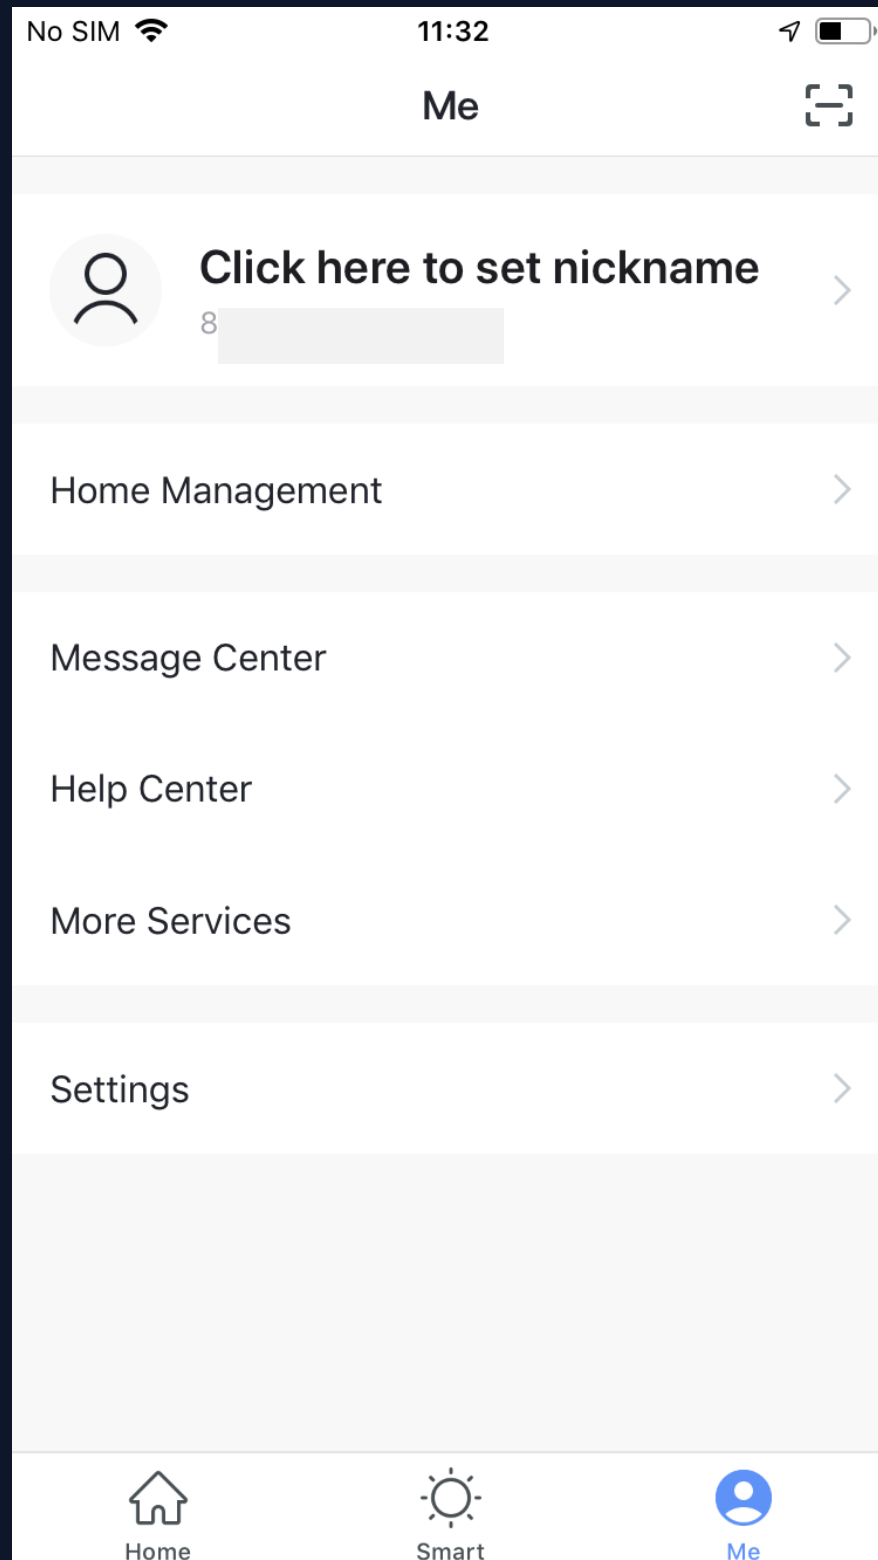 No SIM 11:32
Me
Click here to set nickname
8
Home Management
Message Center
Help Center
More Services
Settings
Home Smart Me